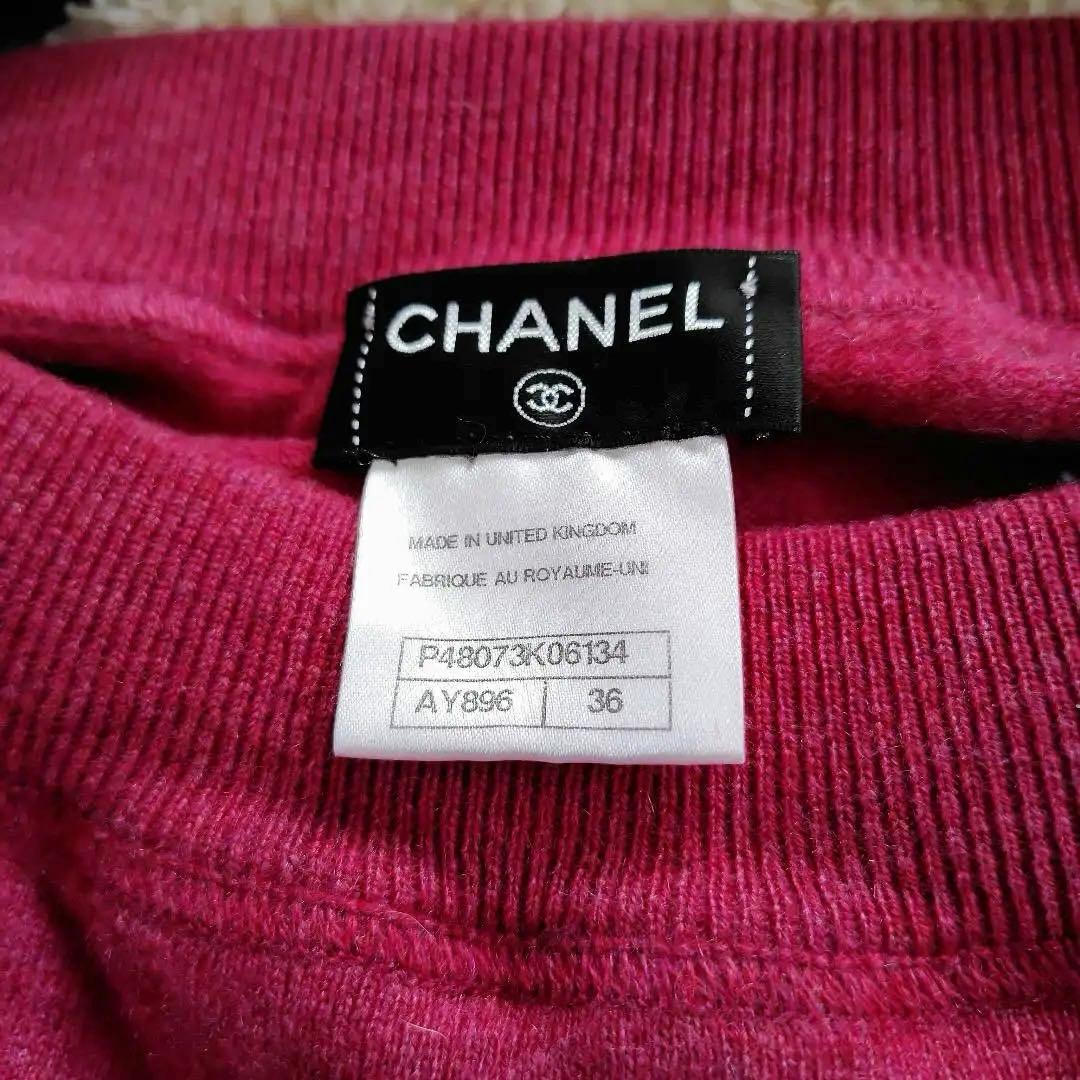 CHANEL
MADE IN UNITED KINGDOM
FABRIQUE AU ROYAUME-UNI
P48073K06134
AY896 36